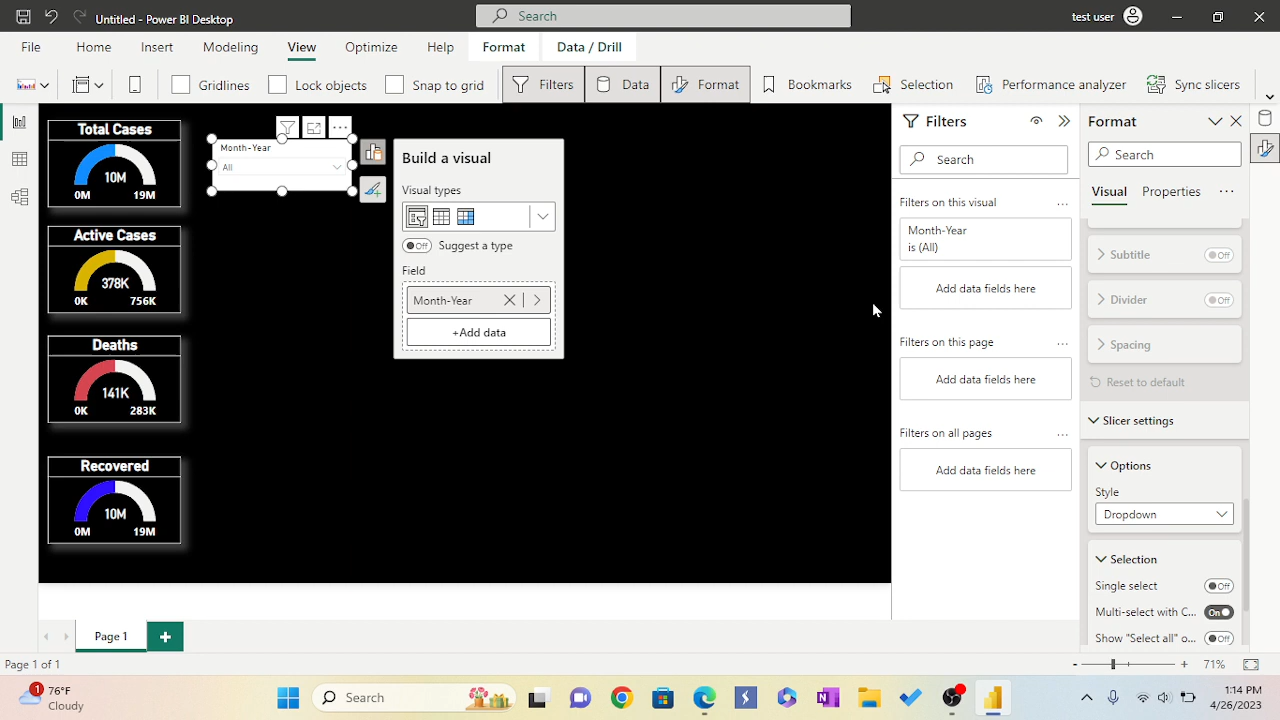 Untitled - Power BI Desktop
Search
test user
File Home Insert Modeling View Optimize Help Format Data / Drill
Gridlines Lock objects Snap to grid Filters Data Format Bookmarks Selection Performance analyzer Sync slicers
Total Cases
10M
0M 19M
Active Cases
378K
0K 756K
Deaths
141K
0K 283K
Recovered
10M
0M 19M
Month-Year
All
Build a visual
Visual types
Off Suggest a type
Field
Month-Year
+Add data
Filters
Search
Filters on this visual ...
Month-Year
is (All)
Add data fields here
Filters on this page ...
Add data fields here
Filters on all pages ...
Add data fields here
Format
Search
Visual Properties ...
Subtitle Off
Divider Off
Spacing
Reset to default
Slicer settings
Options
Style
Dropdown
Selection
Single select Off
Multi-select with C... On
Show "Select all" o... Off
Page 1
Page 1 of 1
- + 71%
1
76°F
Cloudy
Search
1:14 PM
4/26/2023